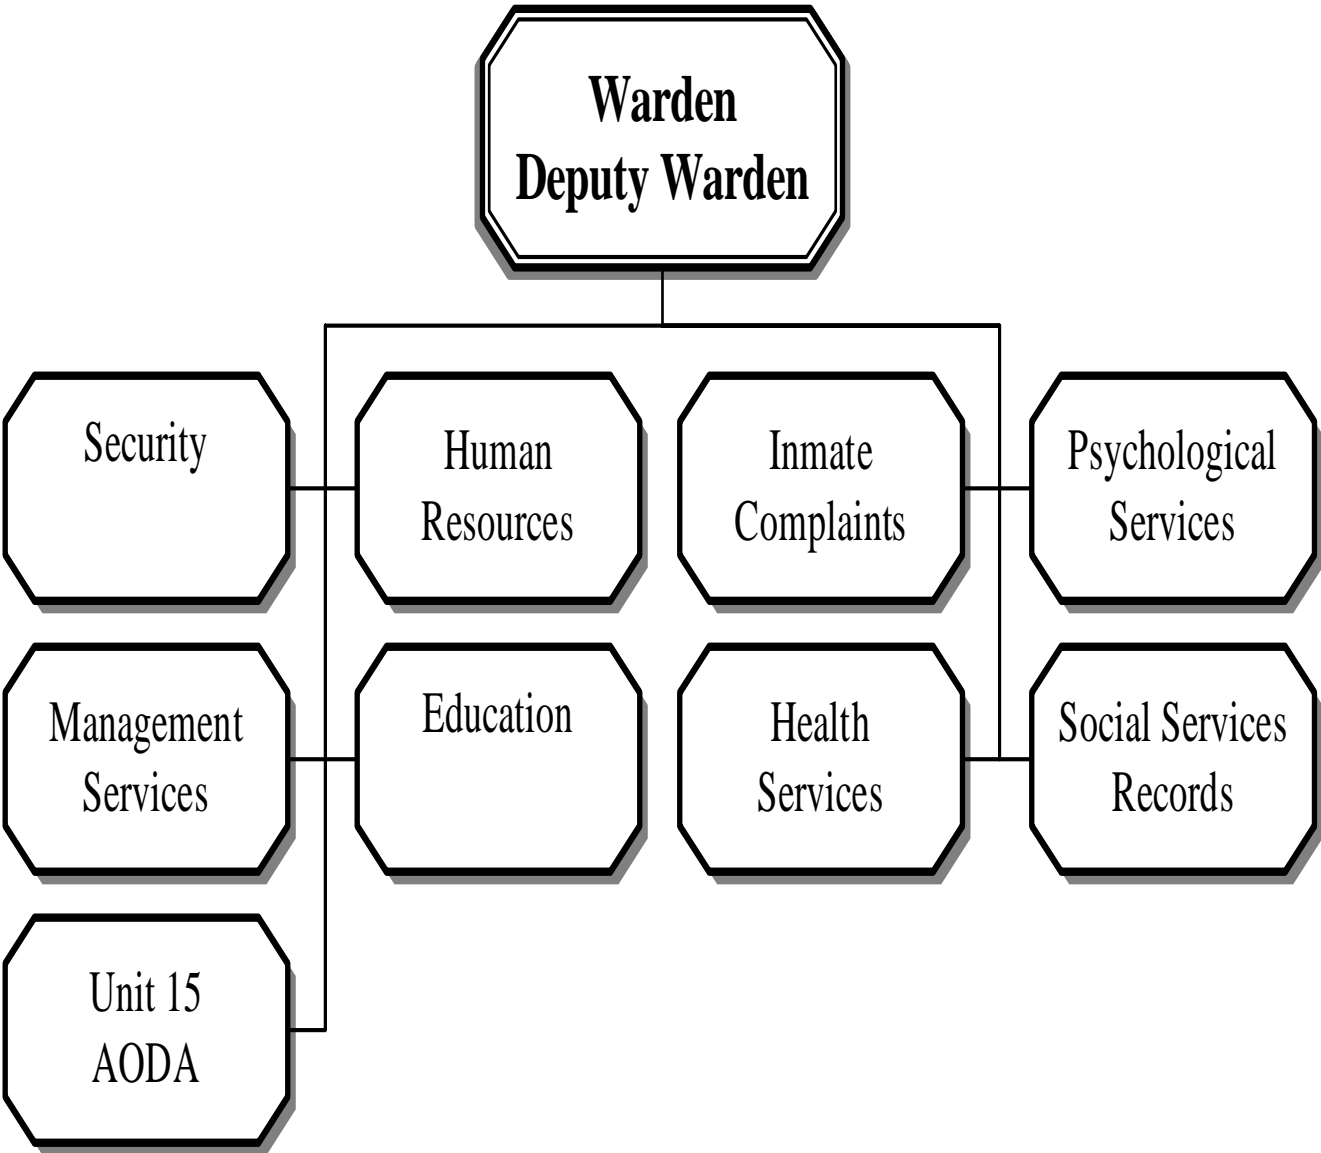 Warden
Deputy Warden
Security
Human
Resources
Inmate
Complaints
Psychological
Services
Management
Services
Education
Health
Services
Social Services
Records
Unit 15
AODA